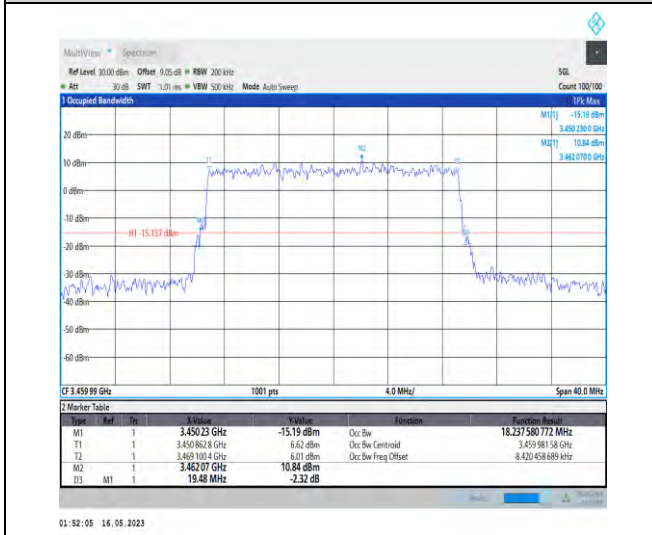 MultiView Spectrum
Ref Level 30.00 dBm Offset 9.05 dB RBW 200 kHz SGL
Att 30 dB SWT 1.01 ms VBW 500 kHz Mode Auto Sweep Count 100/100
1 Occupied Bandwidth 1Pk Max
M1[1] -15.19 dBm
3.450 230 0 GHz
20 dBm
M2[1] 10.84 dBm
3.462 070 0 GHz
M2
T1
10 dBm
0 dBm
-10 dBm
H1 -15.157 dBm
-20 dBm
-30 dBm
-40 dBm
-50 dBm
-60 dBm
CF 3.459 99 GHz 1001 pts 4.0 MHz/ Span 40.0 MHz
2 Marker Table
Type Ref Trc X-Value Y-Value Function Function Result
M1 1 3.45023 GHz -15.19 dBm Occ Bw 18.237 580 772 MHz
T1 1 3.450 862 8 GHz 6.62 dBm Occ Bw Centroid 3.459 981 58 GHz
T2 1 3.469 100 4 GHz 6.01 dBm Occ Bw Freq Offset -8.420 458 689 kHz
M2 1 3.46207 GHz 10.84 dBm
D3 M1 1 19.48 MHz -2.32 dB
01:52:05 16.05.2023